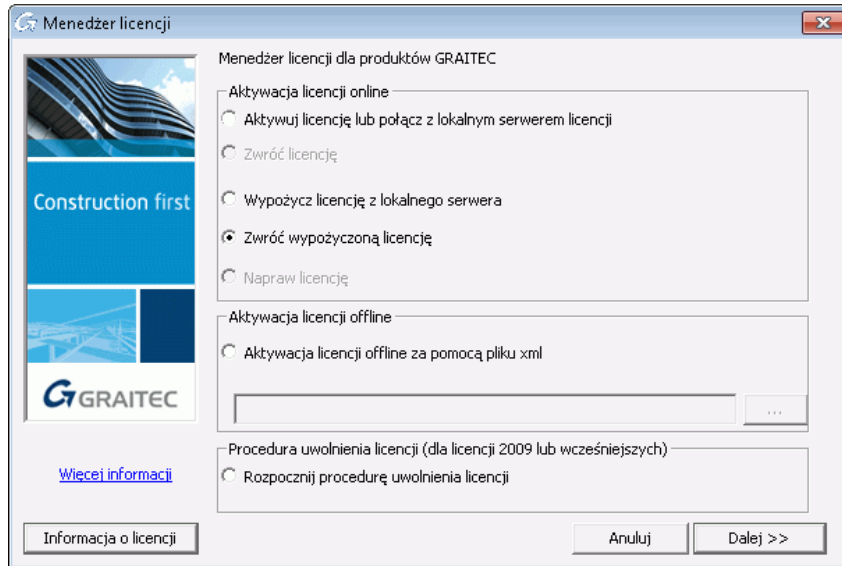 Menedżer licencji
Menedżer licencji dla produktów GRAITEC
Aktywacja licencji online
Aktywuj licencję lub połącz z lokalnym serwerem licencji
Zwróć licencję
Wypożycz licencję z lokalnego serwera
Zwróć wypożyczoną licencję
Napraw licencję
Construction first
Aktywacja licencji offline
Aktywacja licencji offline za pomocą pliku xml
...
GRAITEC
Procedura uwolnienia licencji (dla licencji 2009 lub wcześniejszych)
Rozpocznij procedurę uwolnienia licencji
Więcej informacji
Informacja o licencji
Anuluj
Dalej >>